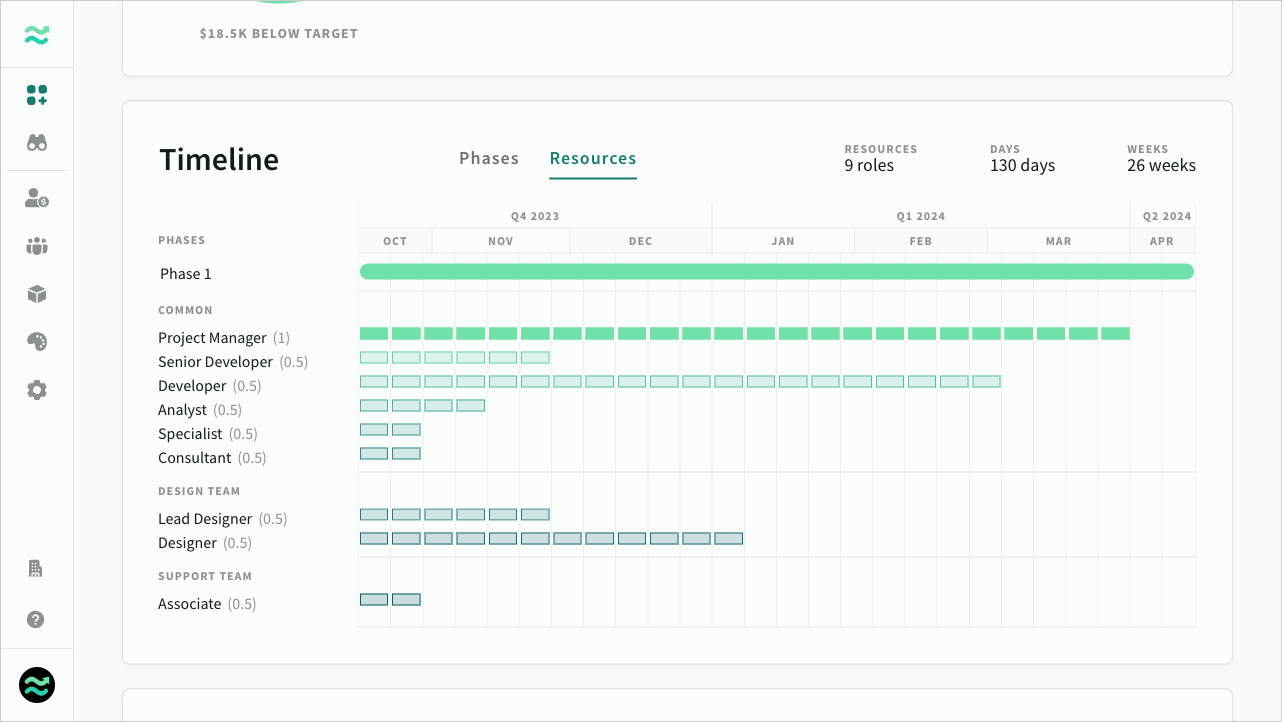 $18.5K BELOW TARGET
Timeline
Phases
Resources
RESOURCES
9 roles
DAYS
130 days
WEEKS
26 weeks
Q4 2023
Q1 2024
Q2 2024
PHASES
OCT
NOV
DEC
JAN
FEB
MAR
APR
Phase 1
COMMON
Project Manager (1)
Senior Developer (0.5)
Developer (0.5)
Analyst (0.5)
Specialist (0.5)
Consultant (0.5)
DESIGN TEAM
Lead Designer (0.5)
Designer (0.5)
SUPPORT TEAM
Associate (0.5)